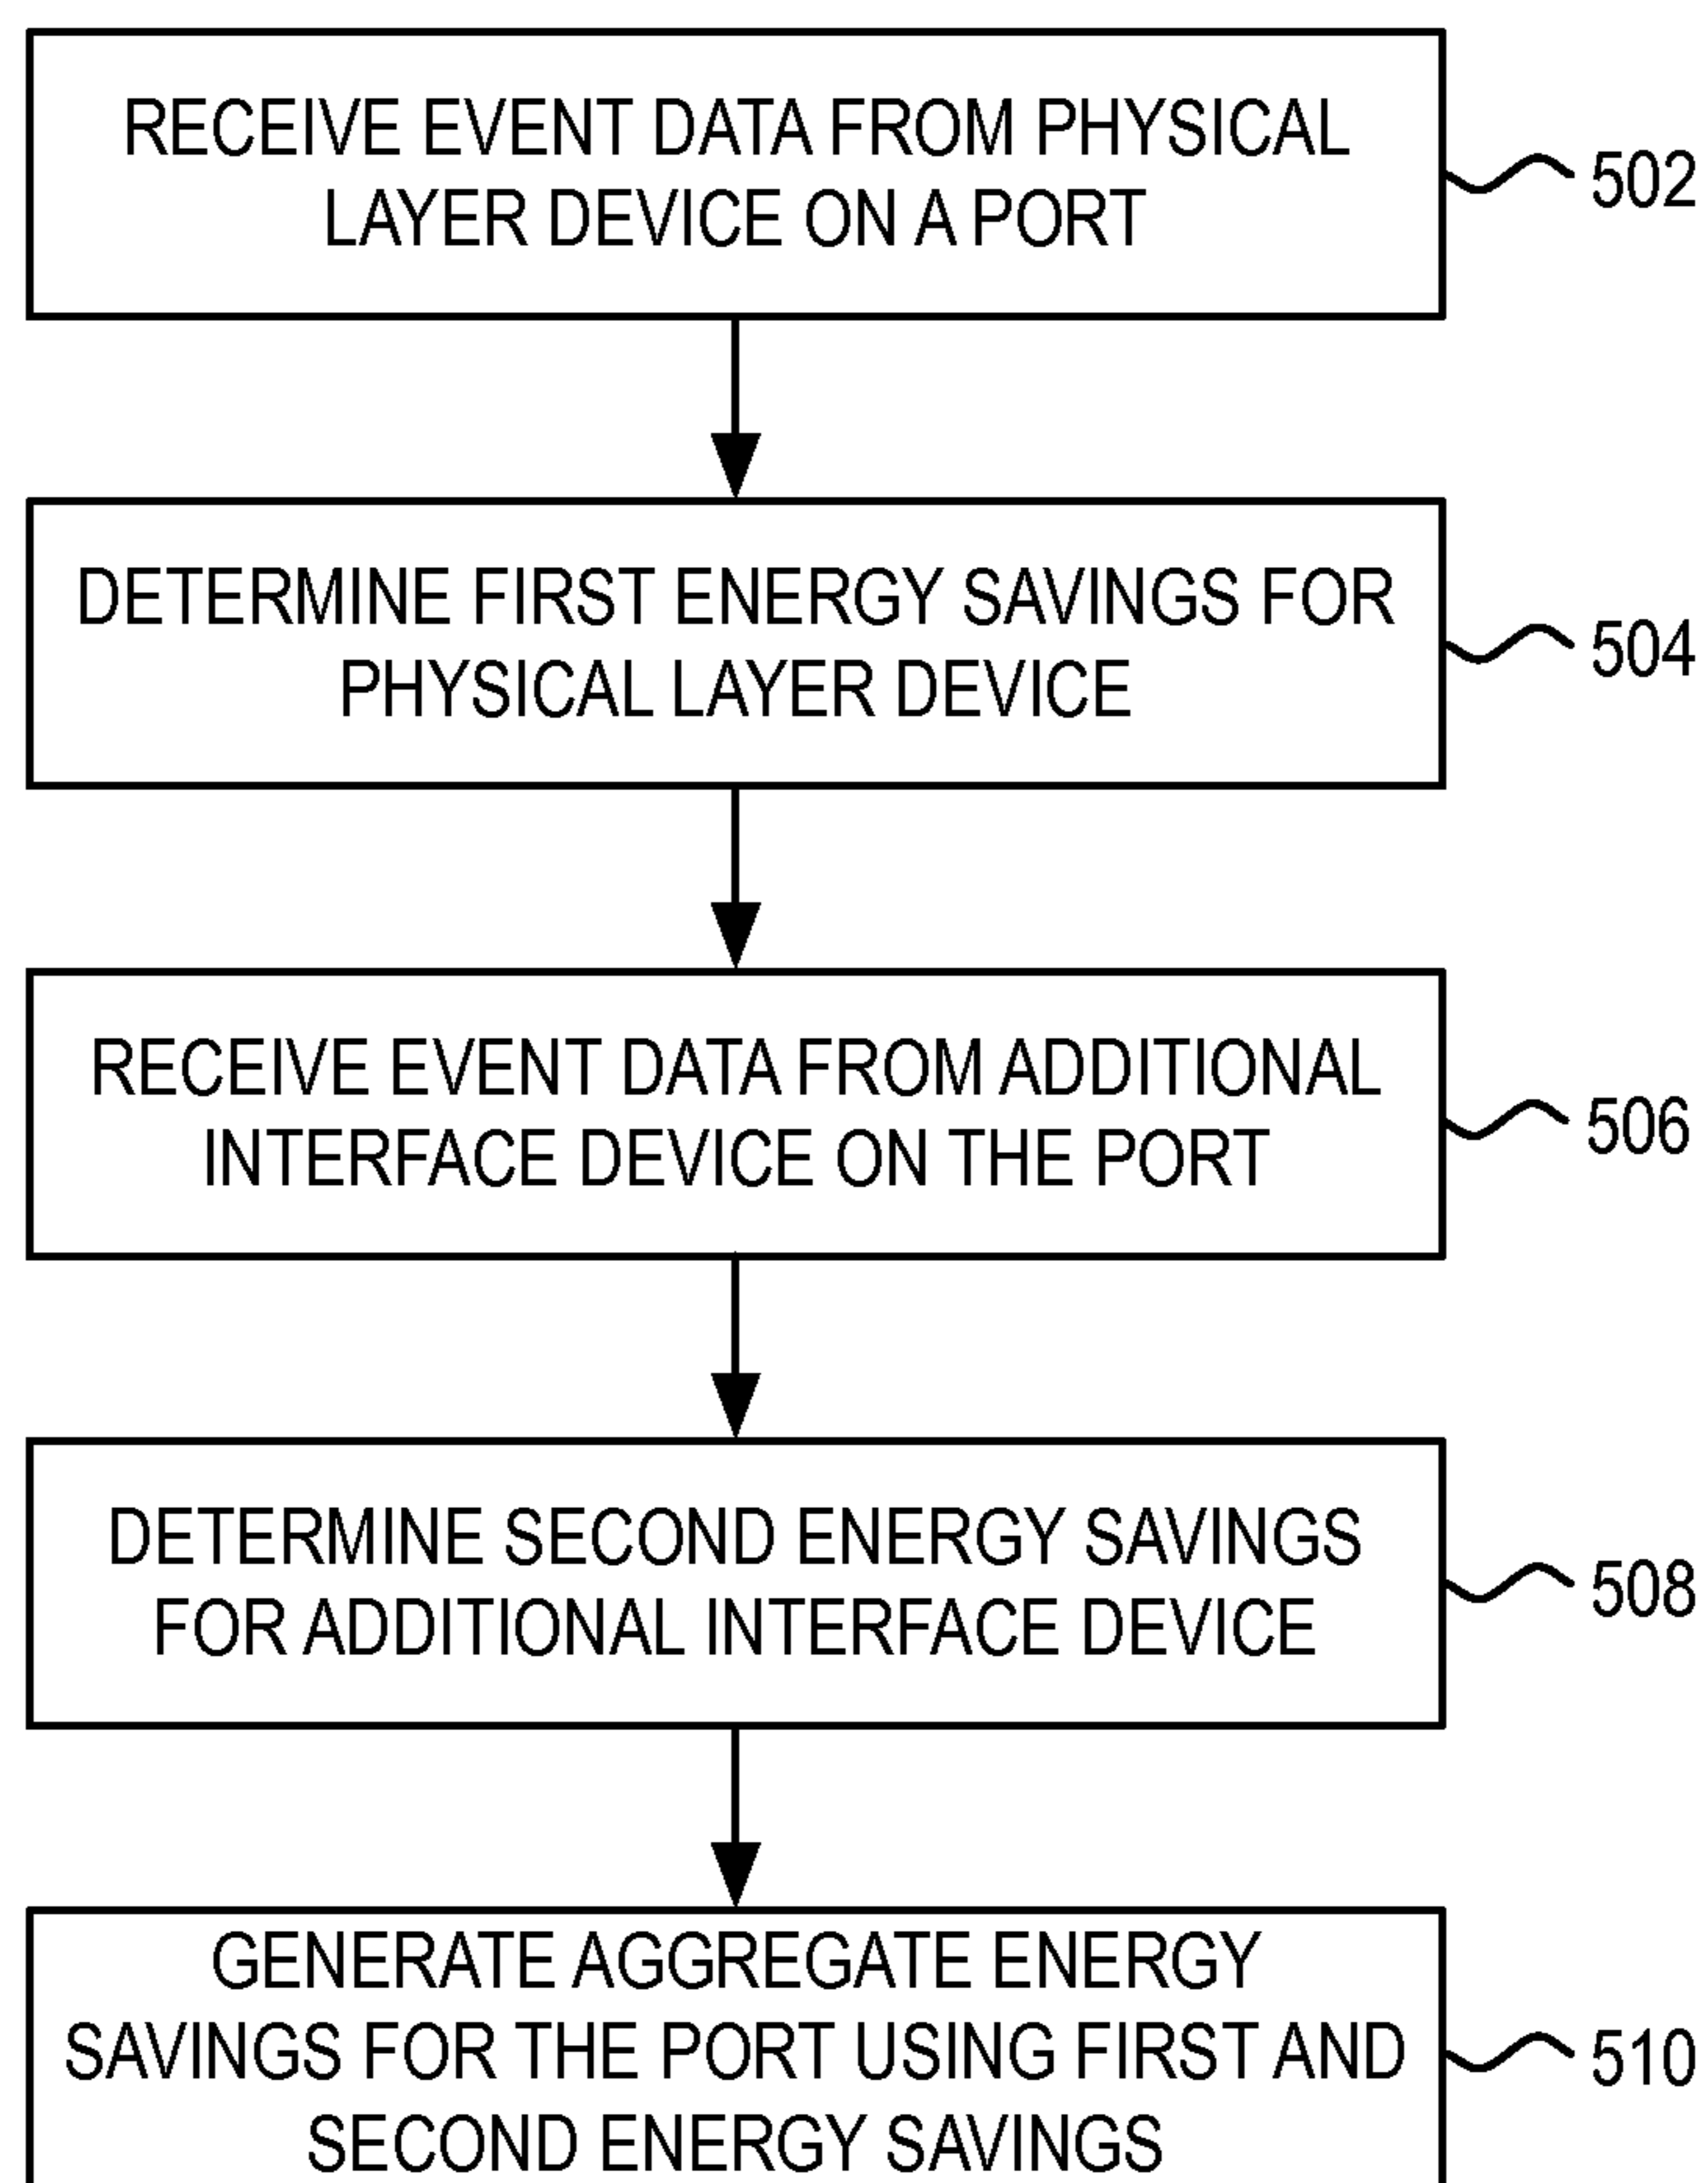 RECEIVE EVENT DATA FROM PHYSICAL
LAYER DEVICE ON A PORT
502
DETERMINE FIRST ENERGY SAVINGS FOR
PHYSICAL LAYER DEVICE
504
RECEIVE EVENT DATA FROM ADDITIONAL
INTERFACE DEVICE ON THE PORT
506
DETERMINE SECOND ENERGY SAVINGS
FOR ADDITIONAL INTERFACE DEVICE
508
GENERATE AGGREGATE ENERGY
SAVINGS FOR THE PORT USING FIRST AND
SECOND ENERGY SAVINGS
510